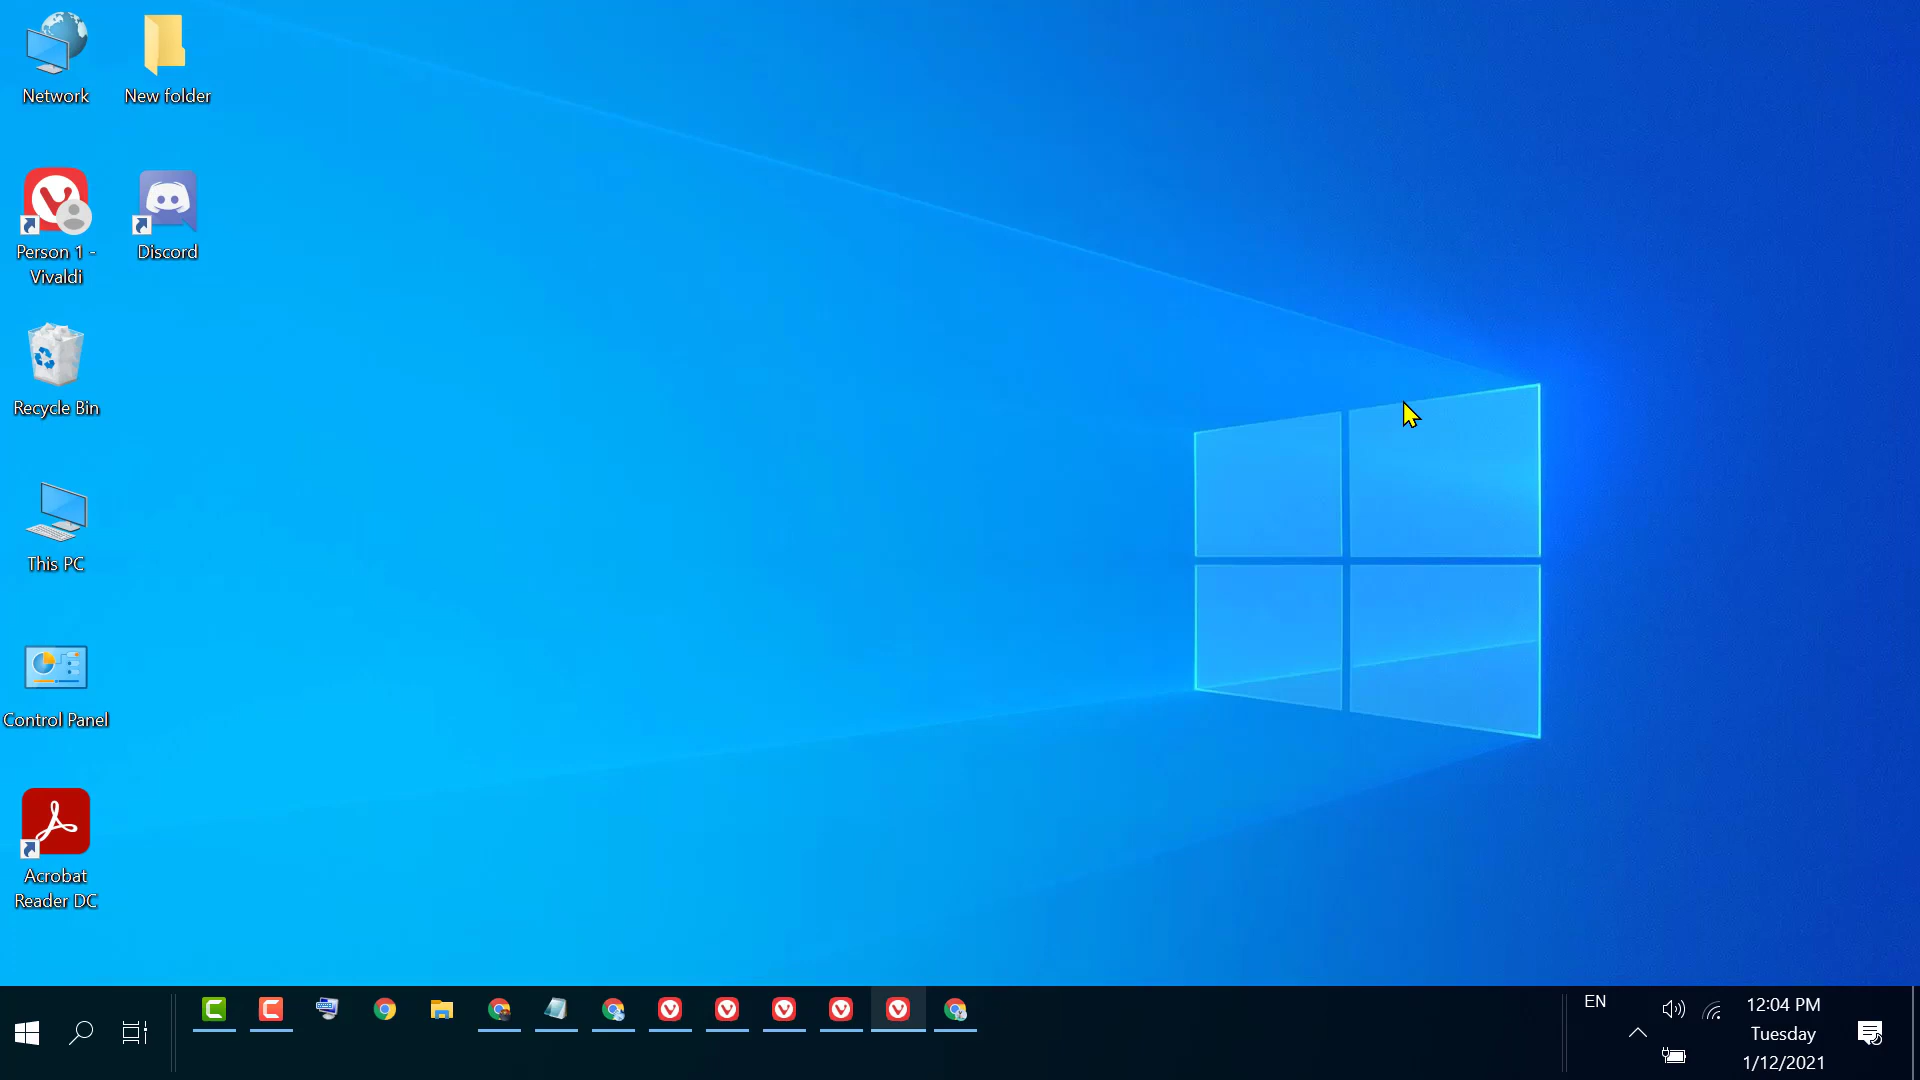 Network
New folder
Person 1 -
Vivaldi
Discord
Recycle Bin
This PC
Control Panel
Acrobat
Reader DC
EN
12:04 PM
Tuesday
1/12/2021